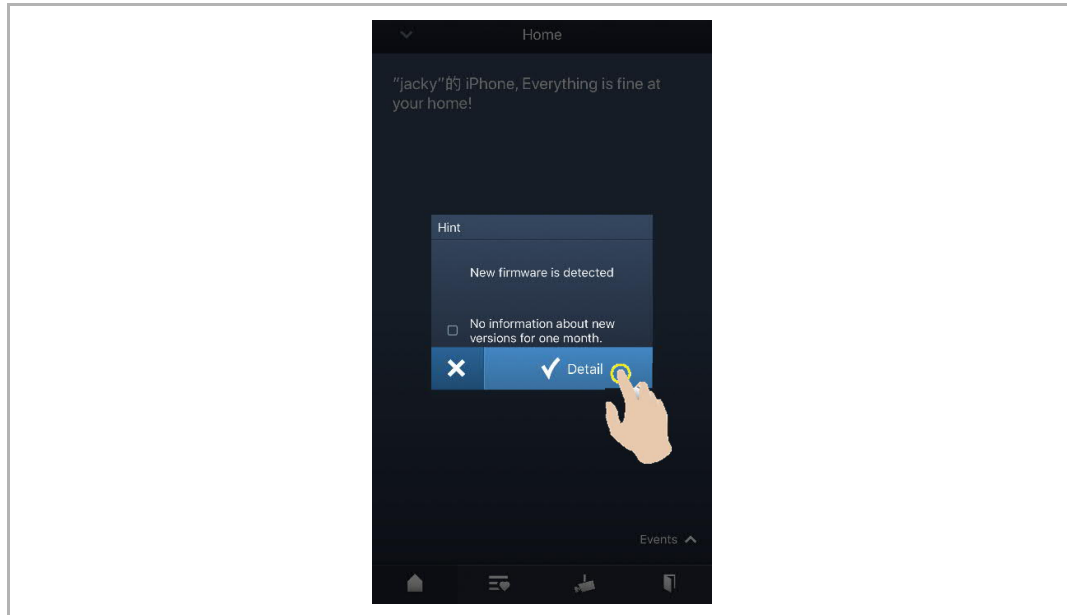 Home
"jacky"的 iPhone, Everything is fine at
your home!
Hint
New firmware is detected
No information about new
versions for one month.
Detail
Events